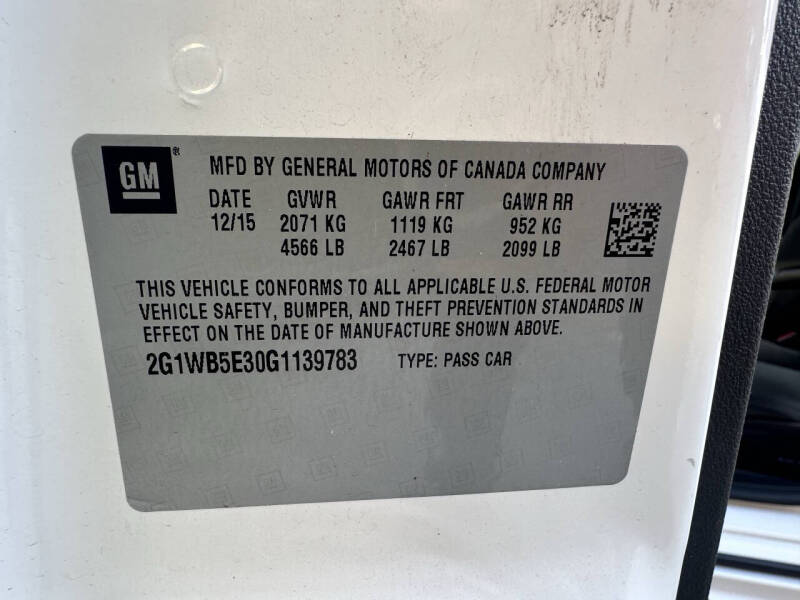 GM ® MFD BY GENERAL MOTORS OF CANADA COMPANY
DATE GVWR GAWR FRT GAWR RR
12/15 2071 KG 1119 KG 952 KG
4566 LB 2467 LB 2099 LB
THIS VEHICLE CONFORMS TO ALL APPLICABLE U.S. FEDERAL MOTOR
VEHICLE SAFETY, BUMPER, AND THEFT PREVENTION STANDARDS IN
EFFECT ON THE DATE OF MANUFACTURE SHOWN ABOVE.
2G1WB5E30G1139783 TYPE: PASS CAR